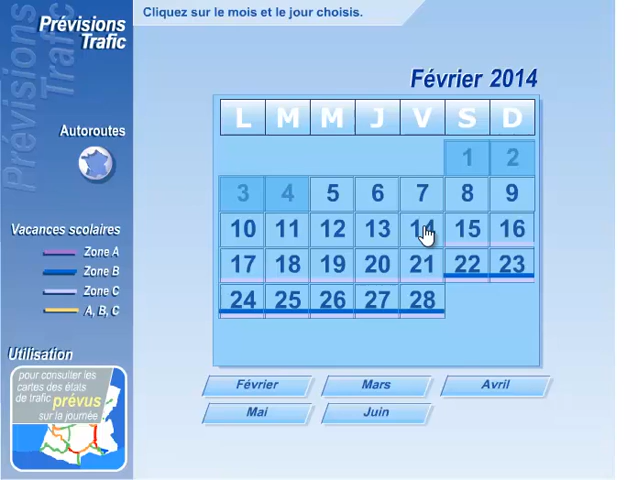 Cliquez sur le mois et le jour choisis.
Prévisions
Trafic
Prévisions
Trafic
Autoroutes
Vacances scolaires
Zone A
Zone B
Zone C
A, B, C
Utilisation
pour consulter les
cartes des états
de trafic prévus
sur la journée
Février 2014
L M M J V S D
1 2
3 4 5 6 7 8 9
10 11 12 13 14 15 16
17 18 19 20 21 22 23
24 25 26 27 28
Février Mars Avril
Mai Juin